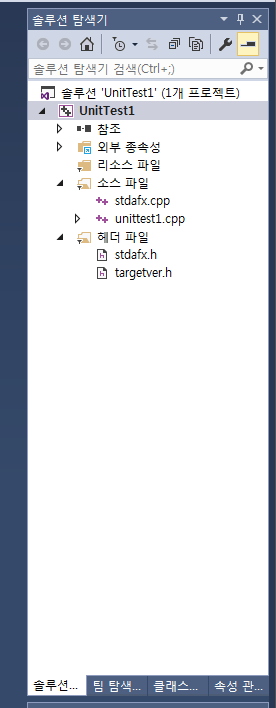 솔루션 탐색기
솔루션 탐색기 검색(Ctrl+;)
솔루션 'UnitTest1' (1개 프로젝트)
UnitTest1
참조
외부 종속성
리소스 파일
소스 파일
stdafx.cpp
unittest1.cpp
헤더 파일
stdafx.h
targetver.h
솔루션... 팀 탐색... 클래스... 속성 관...